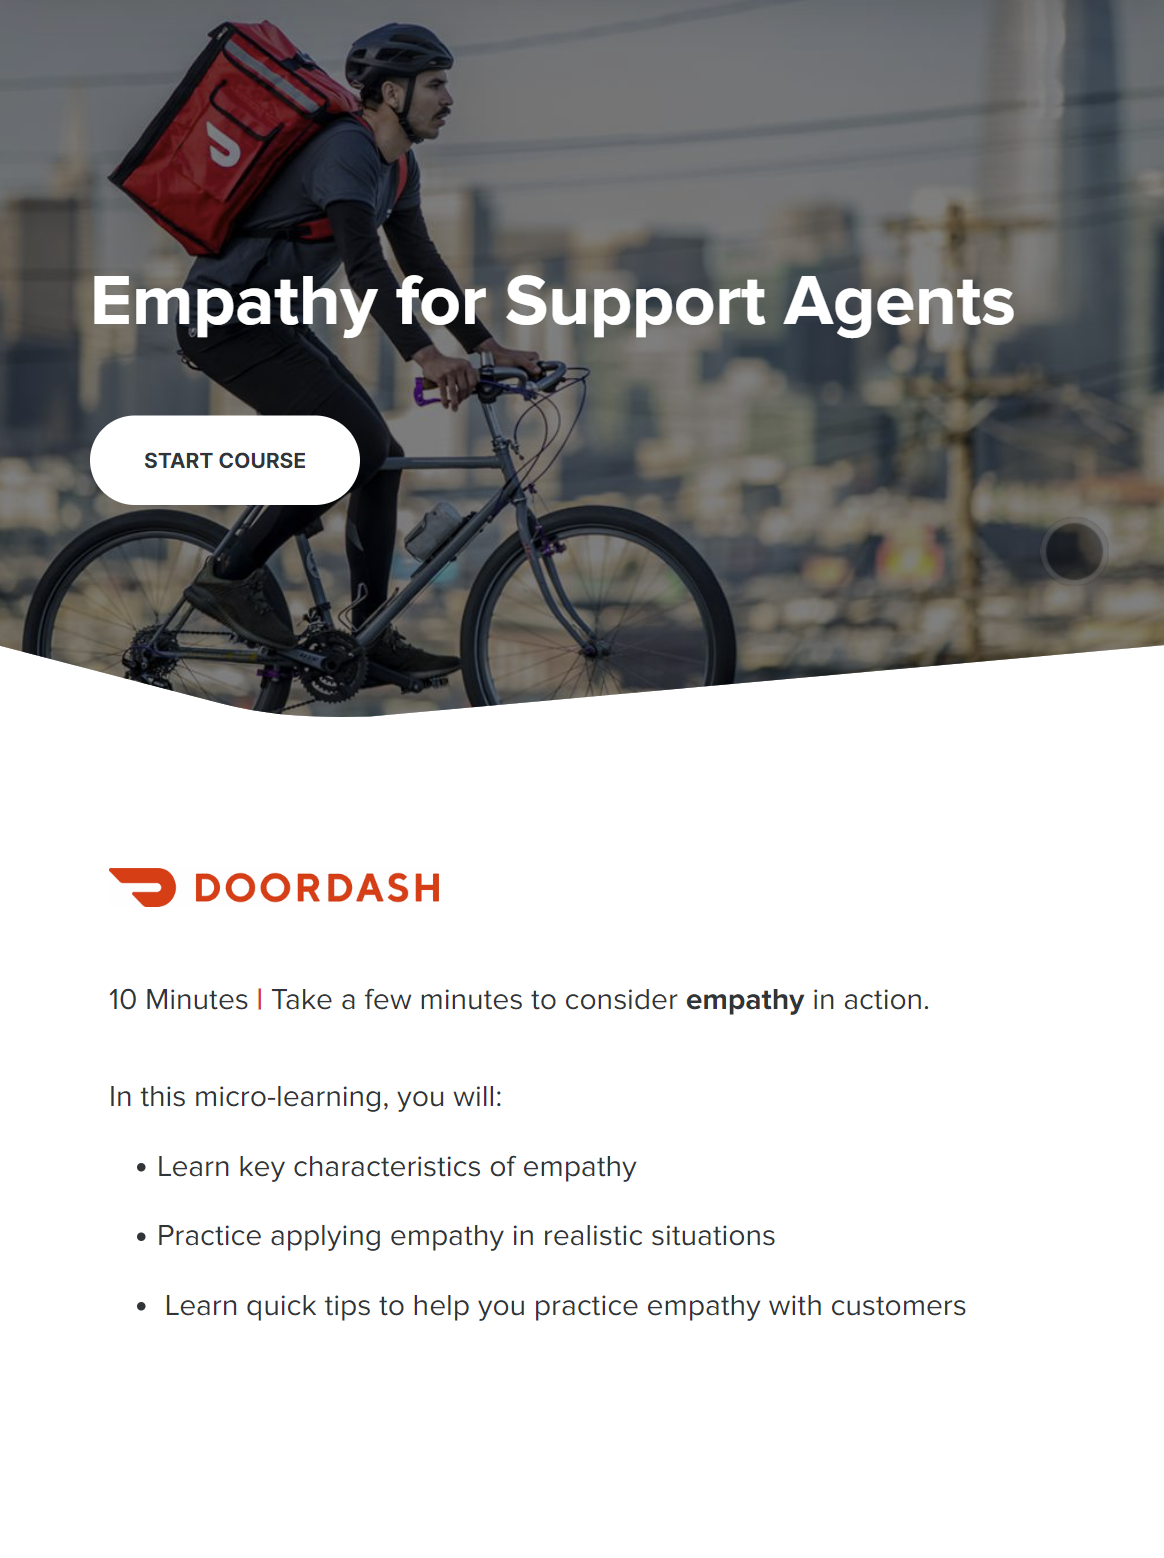 Empathy for Support Agents
START COURSE
DOORDASH
10 Minutes | Take a few minutes to consider empathy in action.
In this micro-learning, you will:
• Learn key characteristics of empathy
• Practice applying empathy in realistic situations
• Learn quick tips to help you practice empathy with customers